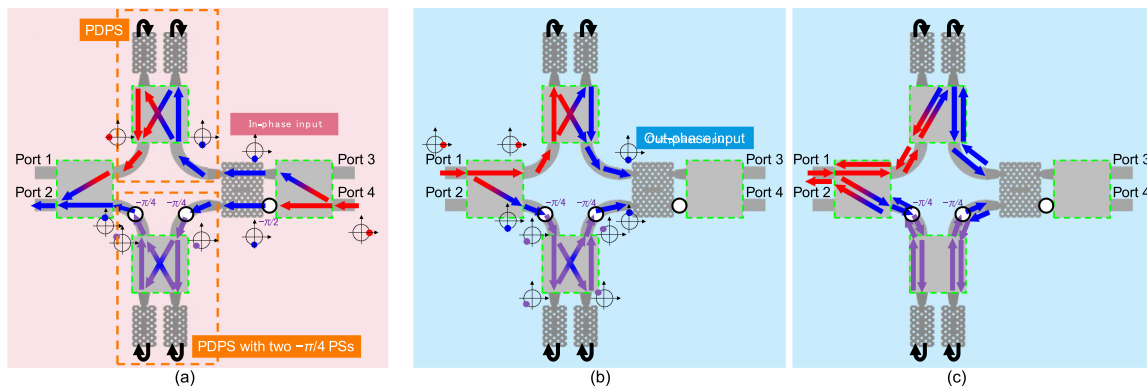 PDPS
In-phase input
Port 1
Port 2
Port 3
Port 4
−π/4
−π/4
−π/2
PDPS with two −π/4 PSs
(a)
Out-phase input
Port 1
Port 2
Port 3
Port 4
−π/4
−π/4
(b)
Port 1
Port 2
Port 3
Port 4
−π/4
−π/4
(c)